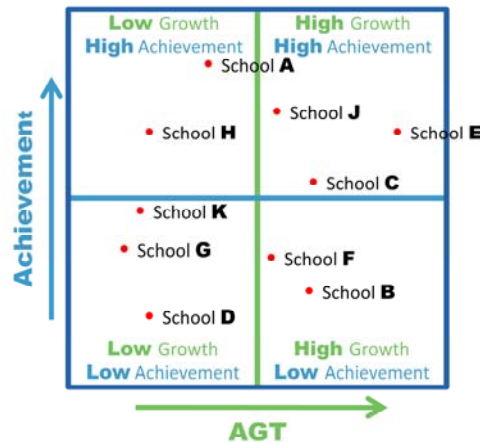 Low Growth
High Achievement
High Growth
High Achievement
School A
School J
School H
School E
School C
School K
School G
School F
School B
School D
Low Growth
Low Achievement
High Growth
Low Achievement
Achievement
AGT